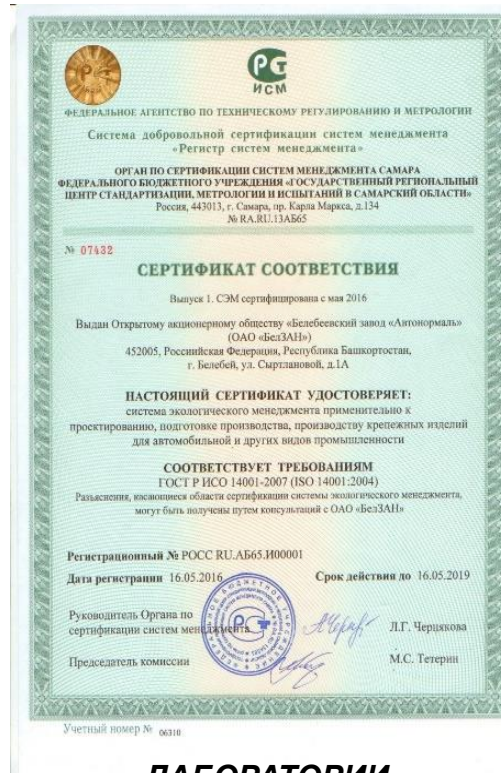 РСТ
ИСМ
ФЕДЕРАЛЬНОЕ АГЕНТСТВО ПО ТЕХНИЧЕСКОМУ РЕГУЛИРОВАНИЮ И МЕТРОЛОГИИ
Система добровольной сертификации систем менеджмента
«Регистр систем менеджмента»
ОРГАН ПО СЕРТИФИКАЦИИ СИСТЕМ МЕНЕДЖМЕНТА САМАРА
ФЕДЕРАЛЬНОГО БЮДЖЕТНОГО УЧРЕЖДЕНИЯ «ГОСУДАРСТВЕННЫЙ РЕГИОНАЛЬНЫЙ
ЦЕНТР СТАНДАРТИЗАЦИИ, МЕТРОЛОГИИ И ИСПЫТАНИЙ В САМАРСКОЙ ОБЛАСТИ»
Россия, 443013, г. Самара, пр. Карла Маркса, д.134
№ RA.RU.13АБ65
№ 07432
СЕРТИФИКАТ СООТВЕТСТВИЯ
Выпуск 1. СЭМ сертифицирована с мая 2016
Выдан Открытому акционерному обществу «Белебеевский завод «Автонормаль»
(ОАО «БелЗАН»)
452005, Российская Федерация, Республика Башкортостан,
г. Белебей, ул. Сыртлановой, д.1А
НАСТОЯЩИЙ СЕРТИФИКАТ УДОСТОВЕРЯЕТ:
система экологического менеджмента применительно к
проектированию, подготовке производства, производству крепежных изделий
для автомобильной и других видов промышленности
СООТВЕТСТВУЕТ ТРЕБОВАНИЯМ
ГОСТ Р ИСО 14001-2007 (ISO 14001:2004)
Разъяснения, касающиеся области сертификации системы экологического менеджмента,
могут быть получены путем консультаций с ОАО «БелЗАН»
Регистрационный № РОСС RU.АБ65.И00001
Дата регистрации 16.05.2016 Срок действия до 16.05.2019
Руководитель Органа по
сертификации систем менеджмента Л.Г. Черцякова
Председатель комиссии М.С. Тетерин
Учетный номер № 06310
ЛАБОРАТОРИИ